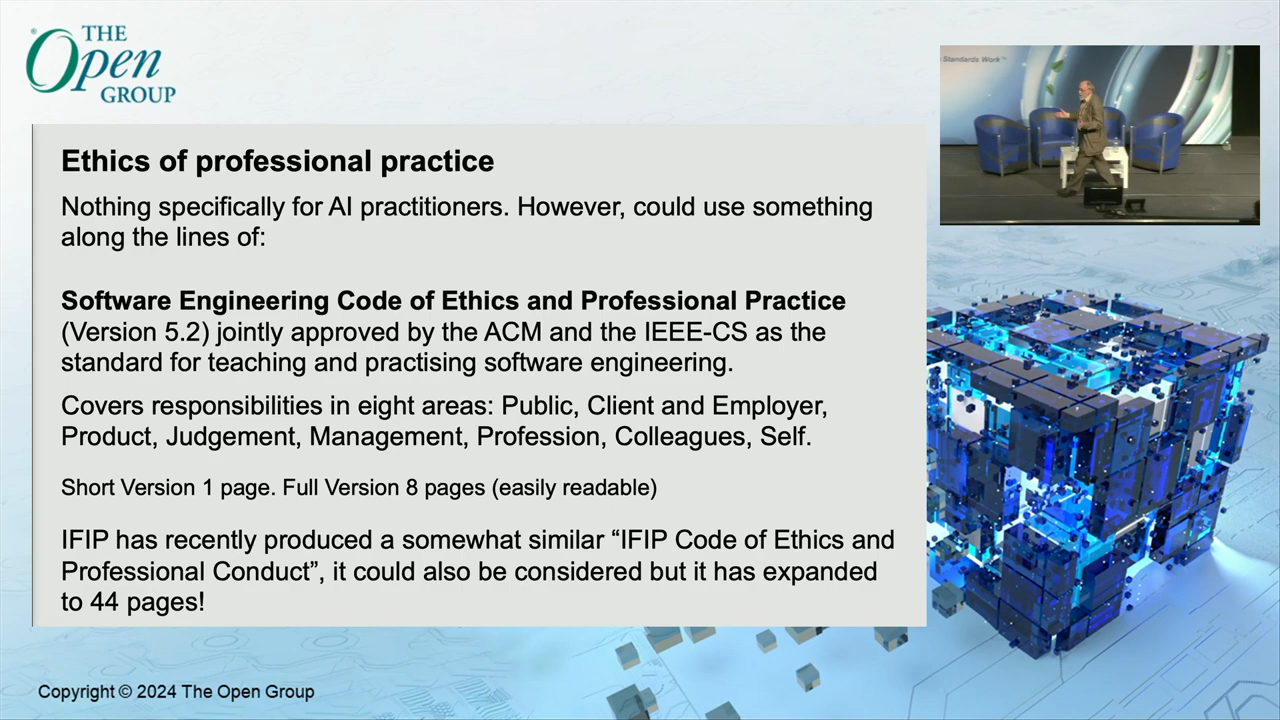 THE
Open
GROUP
Standards Work™
Ethics of professional practice
Nothing specifically for AI practitioners. However, could use something
along the lines of:
Software Engineering Code of Ethics and Professional Practice
(Version 5.2) jointly approved by the ACM and the IEEE-CS as the
standard for teaching and practising software engineering.
Covers responsibilities in eight areas: Public, Client and Employer,
Product, Judgement, Management, Profession, Colleagues, Self.
Short Version 1 page. Full Version 8 pages (easily readable)
IFIP has recently produced a somewhat similar “IFIP Code of Ethics and
Professional Conduct”, it could also be considered but it has expanded
to 44 pages!
Copyright © 2024 The Open Group